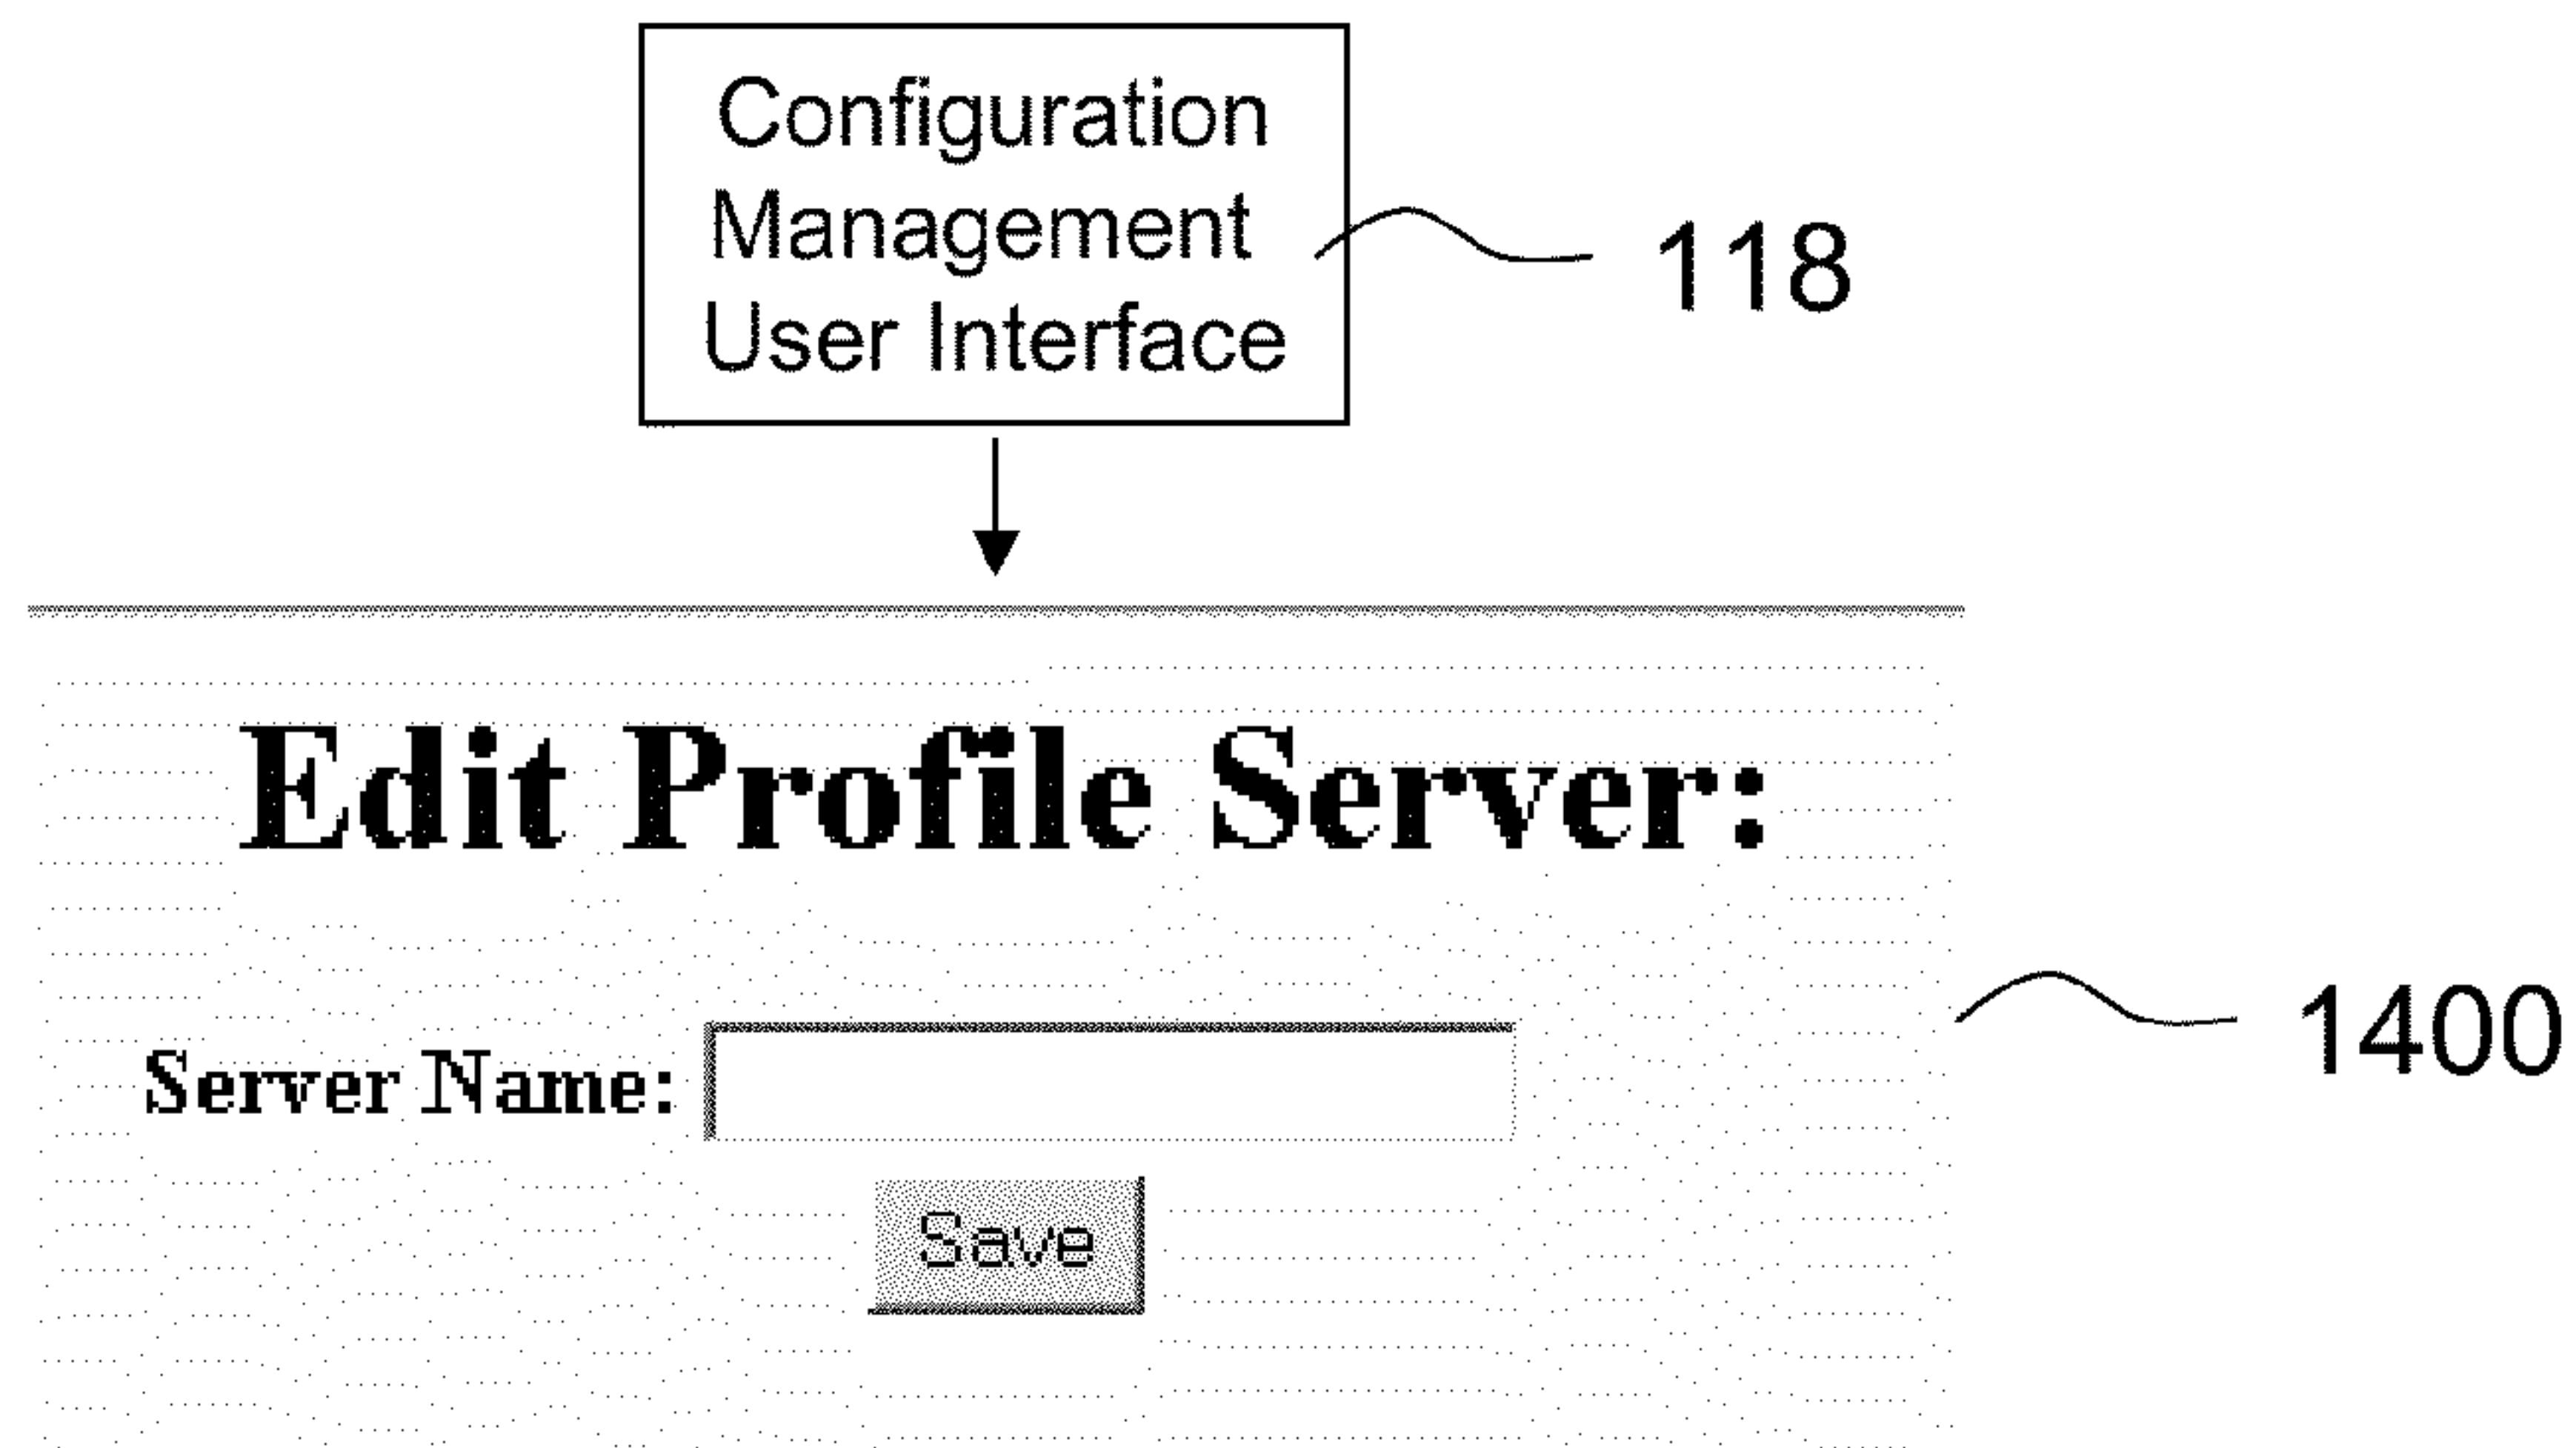 Configuration
Management
User Interface
118
Edit Profile Server:
Server Name:
1400
Save